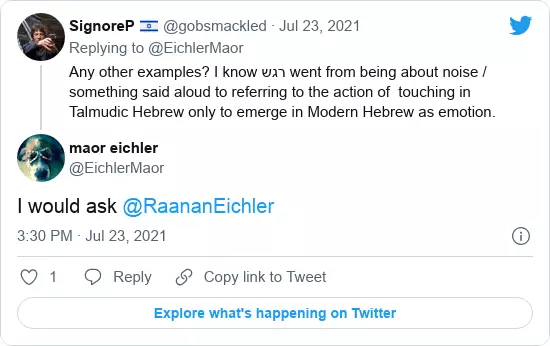 SignoreP 🇮🇱 @gobsmackled · Jul 23, 2021
Replying to @EichlerMaor
Any other examples? I know רגש went from being about noise /
something said aloud to referring to the action of touching in
Talmudic Hebrew only to emerge in Modern Hebrew as emotion.
maor eichler
@EichlerMaor
I would ask @RaananEichler
3:30 PM · Jul 23, 2021
1 Reply Copy link to Tweet
Explore what's happening on Twitter